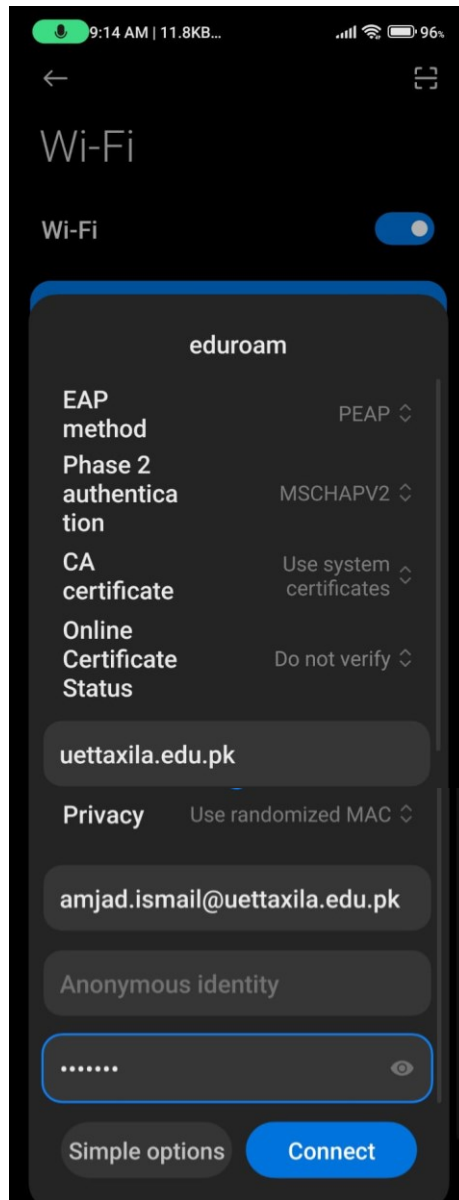 9:14 AM | 11.8KB... 96%
Wi-Fi
Wi-Fi
eduroam
EAP
method
PEAP
Phase 2
authentica
tion
MSCHAPV2
CA
certificate
Use system
certificates
Online
Certificate
Status
Do not verify
uettaxila.edu.pk
Privacy Use randomized MAC
amjad.ismail@uettaxila.edu.pk
Anonymous identity
•••••••
Simple options Connect